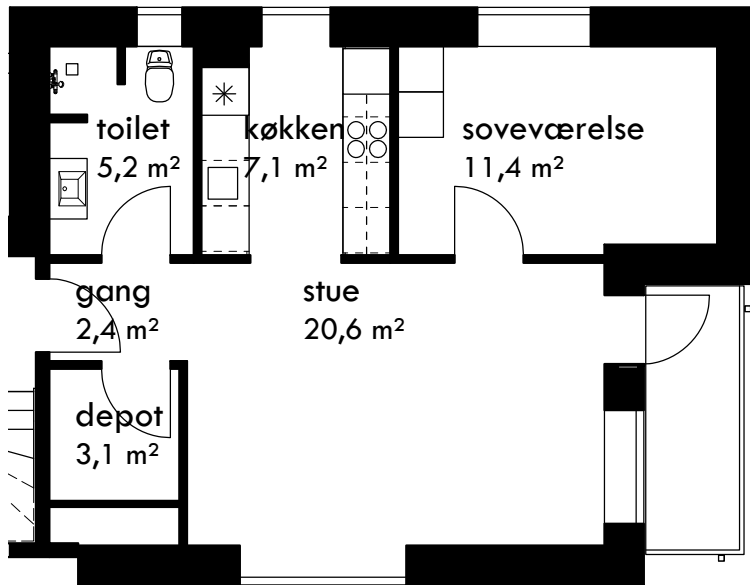 toilet
5,2 m²
køkken
7,1 m²
soveværelse
11,4 m²
gang
2,4 m²
stue
20,6 m²
depot
3,1 m²